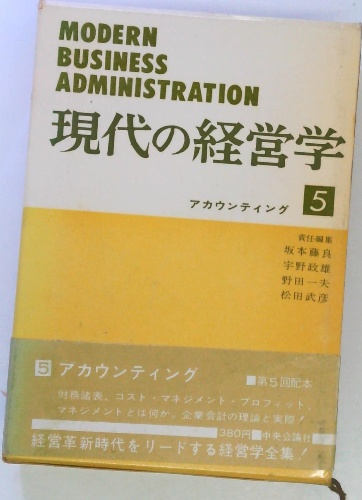 MODERN
BUSINESS
ADMINISTRATION
現代の経営学
アカウンティング 5
責任編集
坂本藤良
宇野政雄
野田一夫
松田武彦
5 アカウンティング
■第5回配本
財務諸表、コスト・マネジメント・プロフィット、
マネジメントとは何か。企業会計の理論と実際!
380円■中央公論社
経営革新時代をリードする経営学全集!